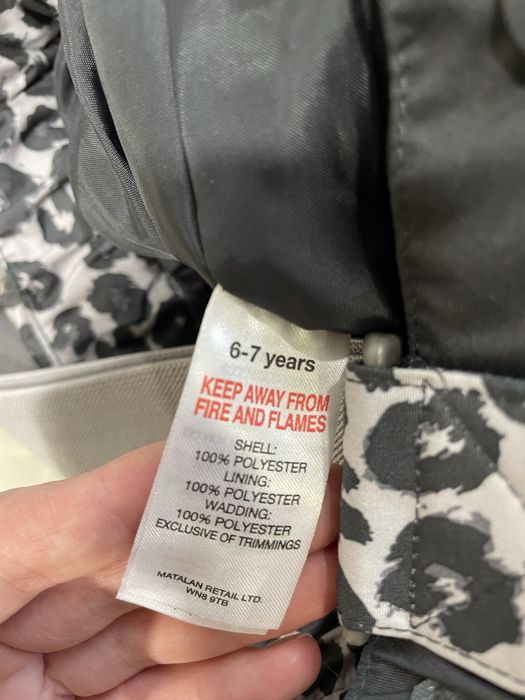 6-7 years
KEEP AWAY FROM
FIRE AND FLAMES
SHELL:
100% POLYESTER
LINING:
100% POLYESTER
WADDING:
100% POLYESTER
EXCLUSIVE OF TRIMMINGS
MATALAN RETAIL LTD.
WN8 9TB